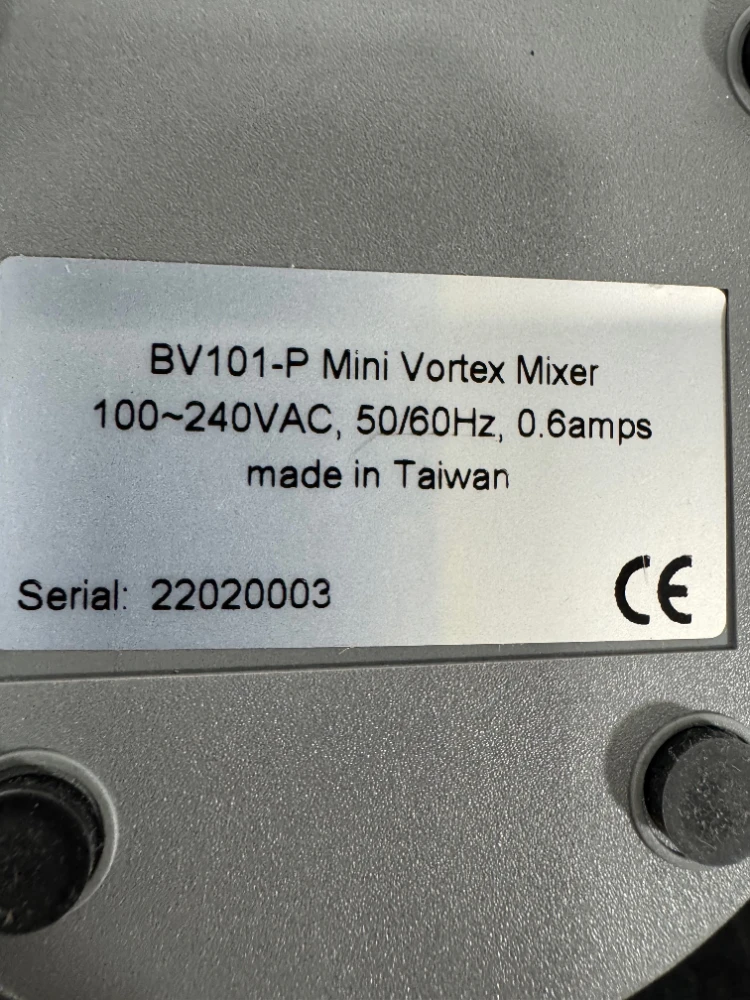 BV101-P Mini Vortex Mixer
100~240VAC, 50/60Hz, 0.6amps
made in Taiwan
Serial: 22020003
CE